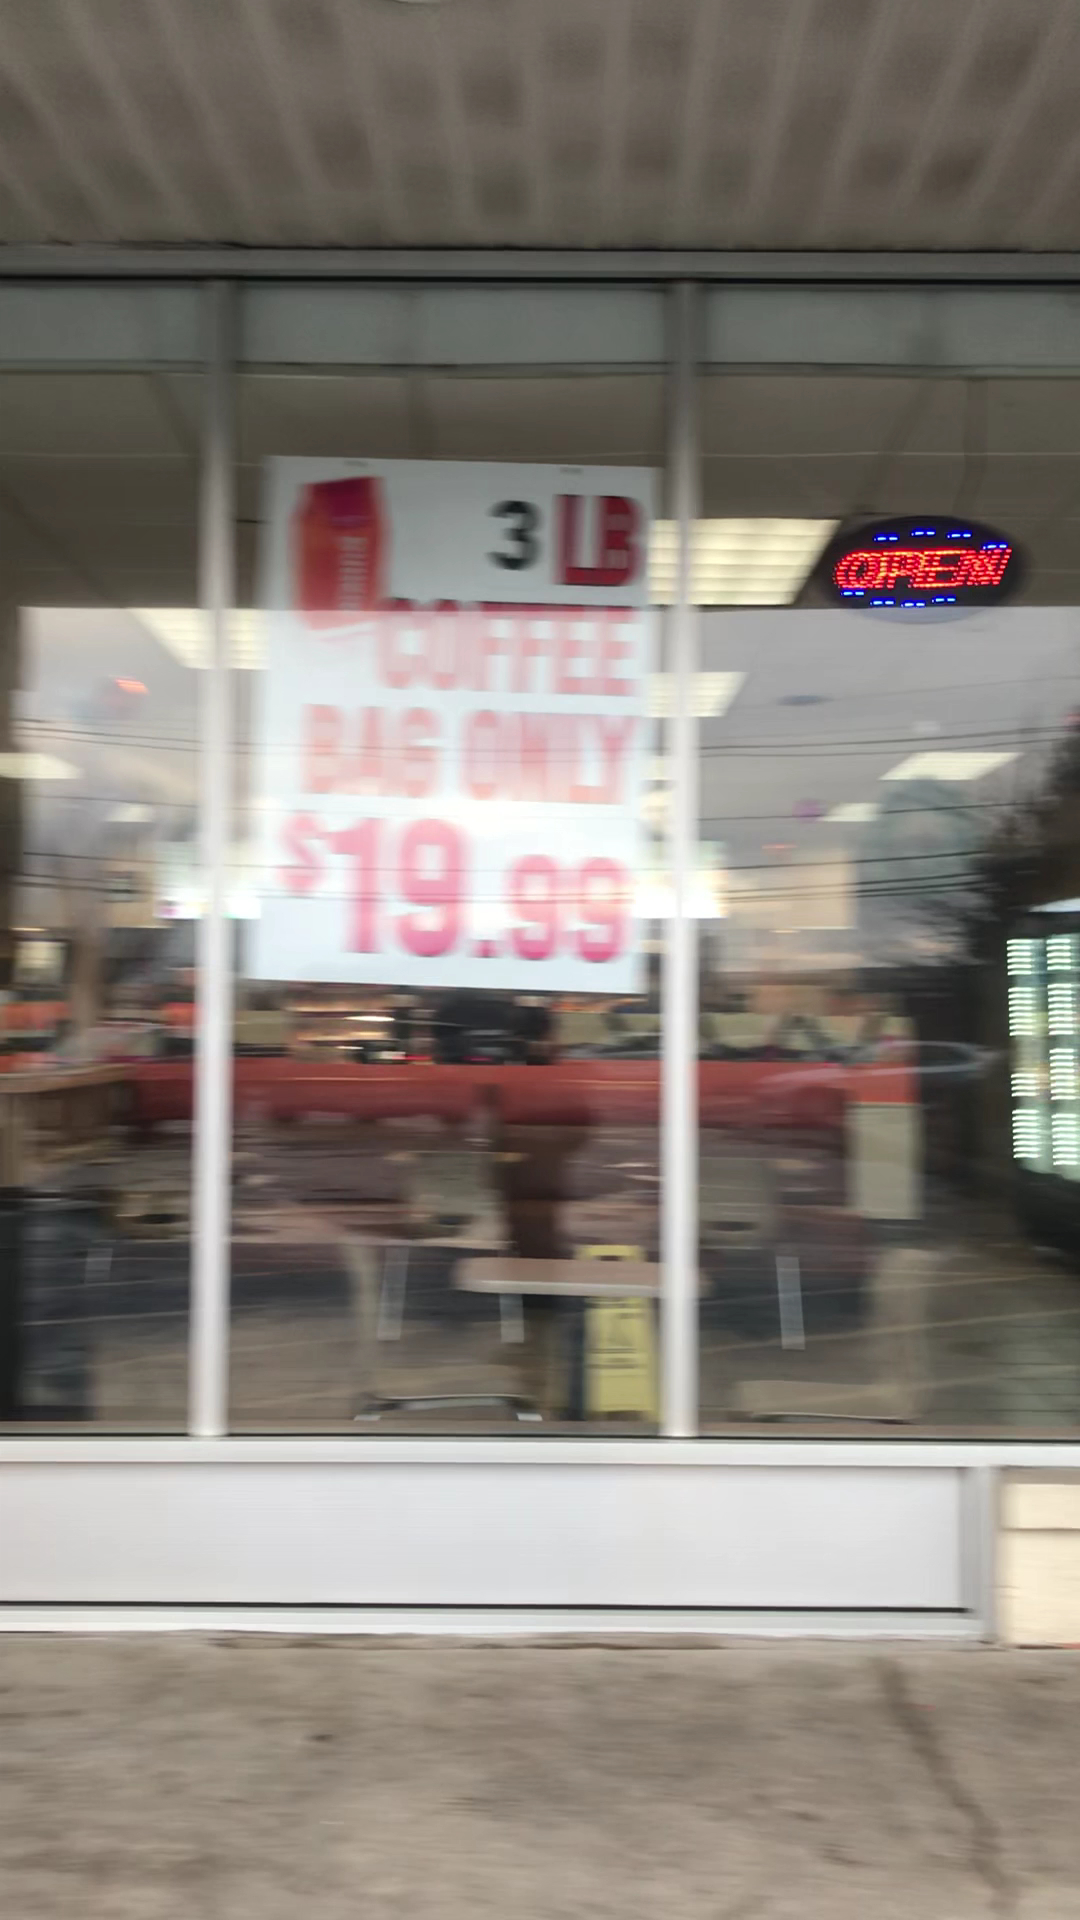 3 LB
COFFEE
BAG ONLY
$19.99
OPEN